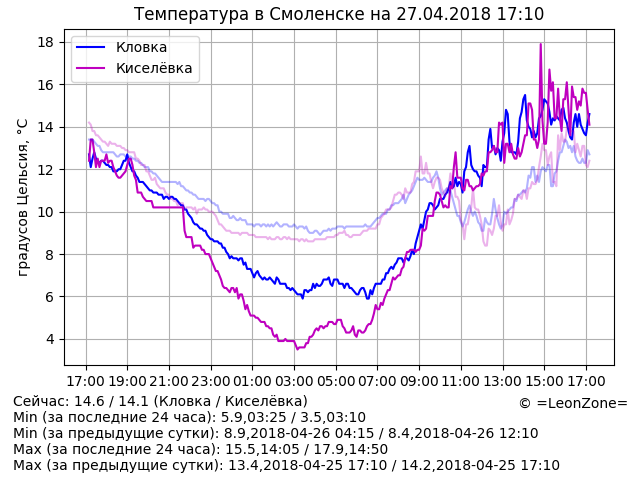 Температура в Смоленске на 27.04.2018 17:10
Кловка
Киселёвка
градусов Цельсия, °C
18
16
14
12
10
8
6
4
17:00 19:00 21:00 23:00 01:00 03:00 05:00 07:00 09:00 11:00 13:00 15:00 17:00
Сейчас: 14.6 / 14.1 (Кловка / Киселёвка)
© =LeonZone=
Min (за последние 24 часа): 5.9,03:25 / 3.5,03:10
Min (за предыдущие сутки): 8.9,2018-04-26 04:15 / 8.4,2018-04-26 12:10
Max (за последние 24 часа): 15.5,14:05 / 17.9,14:50
Max (за предыдущие сутки): 13.4,2018-04-25 17:10 / 14.2,2018-04-25 17:10